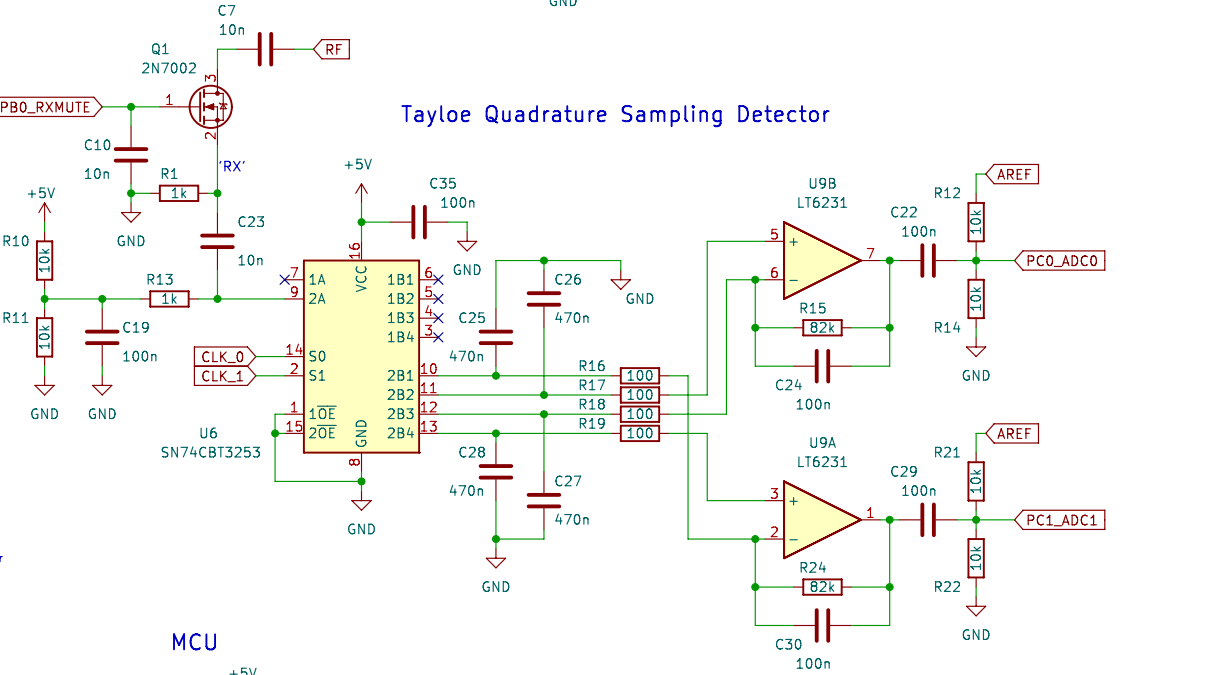 GND
C7
10n
RF
Q1
2N7002
3
1
2
PB0_RXMUTE
Tayloe Quadrature Sampling Detector
C10
10n
'RX'
R1
1k
GND
+5V
+5V
C35
100n
GND
C23
10n
R10
10k
R13
1k
R11
10k
C19
100n
GND
GND
CLK_0
CLK_1
16
VCC
7
1A
9
2A
14
S0
2
S1
1
1OE
15
2OE
1B1
6
1B2
5
1B3
4
1B4
3
2B1
10
2B2
11
2B3
12
2B4
13
GND
8
U6
SN74CBT3253
GND
C26
470n
GND
C25
470n
R16
100
R17
100
R18
100
R19
100
C28
470n
C27
470n
GND
U9B
LT6231
5
+
6
−
7
R15
82k
C24
100n
C22
100n
AREF
R12
10k
PC0_ADC0
10k
R14
GND
U9A
LT6231
3
+
2
−
1
R24
82k
C30
100n
C29
100n
AREF
R21
10k
PC1_ADC1
10k
R22
GND
MCU
+5V